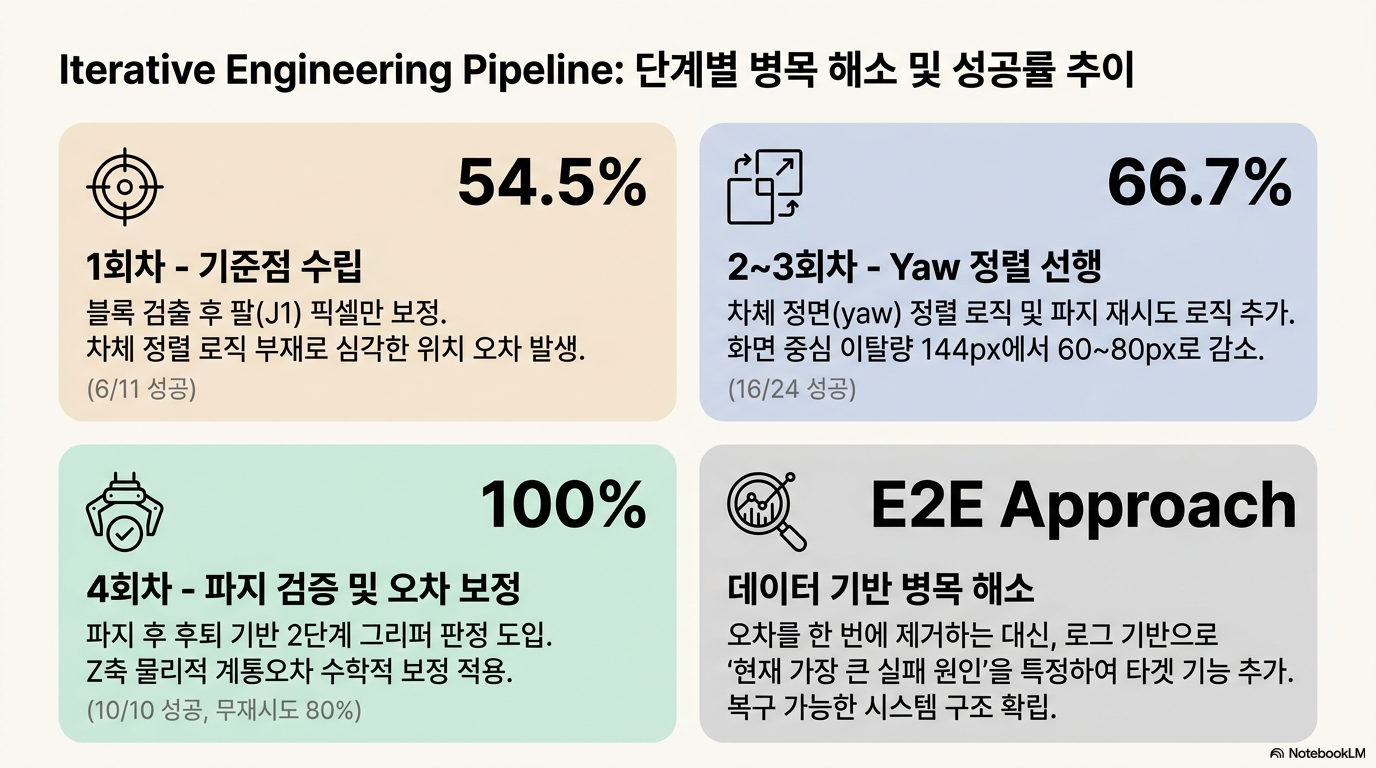 Iterative Engineering Pipeline: 단계별 병목 해소 및 성공률 추이
54.5%
1회차 - 기준점 수립
블록 검출 후 팔(J1) 픽셀만 보정.
차체 정렬 로직 부재로 심각한 위치 오차 발생.
(6/11 성공)
66.7%
2~3회차 - Yaw 정렬 선행
차체 정면(yaw) 정렬 로직 및 파지 재시도 로직 추가.
화면 중심 이탈량 144px에서 60~80px로 감소.
(16/24 성공)
100%
4회차 - 파지 검증 및 오차 보정
파지 후 후퇴 기반 2단계 그리퍼 판정 도입.
Z축 물리적 계통오차 수학적 보정 적용.
(10/10 성공, 무재시도 80%)
E2E Approach
데이터 기반 병목 해소
오차를 한 번에 제거하는 대신, 로그 기반으로
‘현재 가장 큰 실패 원인’을 특정하여 타겟 기능 추가.
복구 가능한 시스템 구조 확립.
NotebookLM